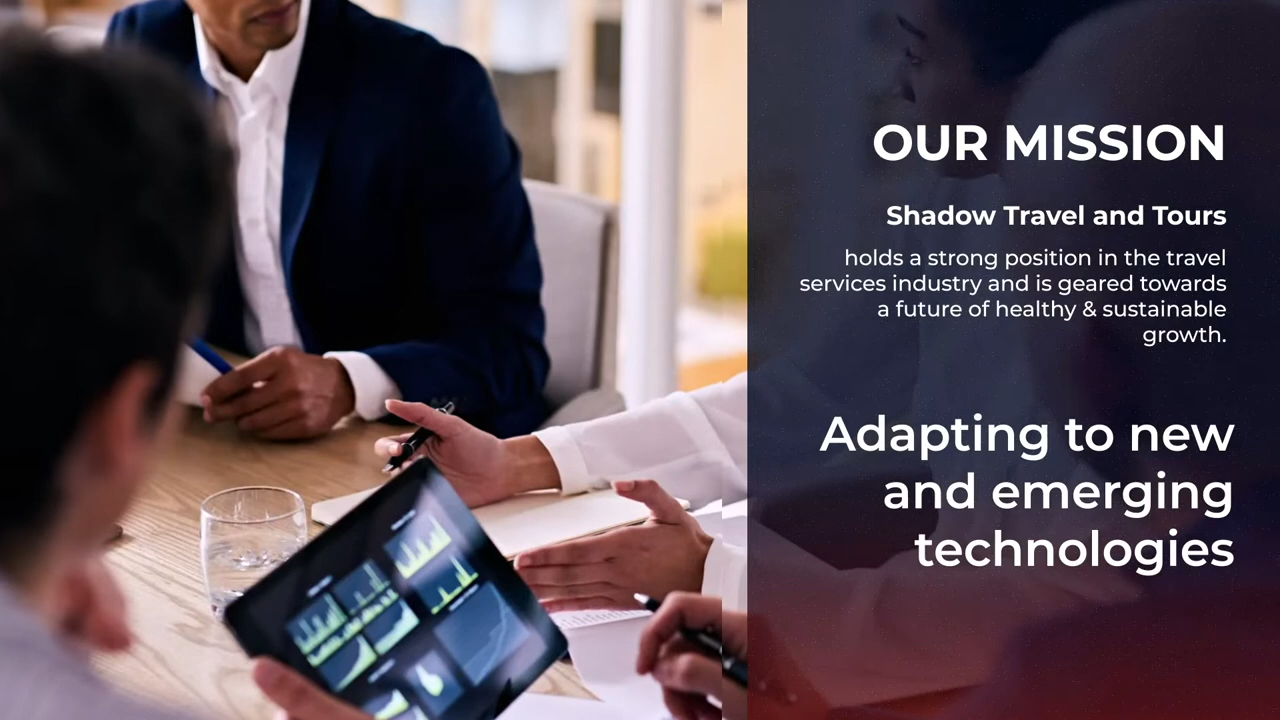 OUR MISSION
Shadow Travel and Tours
holds a strong position in the travel
services industry and is geared towards
a future of healthy & sustainable
growth.
Adapting to new
and emerging
technologies